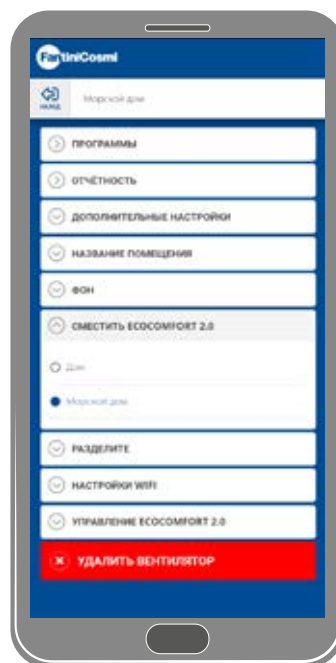 FantiniCosmi
НАЗАД
Морской дом
ПРОГРАММЫ
ОТЧЁТНОСТЬ
ДОПОЛНИТЕЛЬНЫЕ НАСТРОЙКИ
НАЗВАНИЕ ПОМЕЩЕНИЯ
ФОН
СМЕСТИТЬ ECOCOMFORT 2.0
Дом
Морской дом
РАЗДЕЛИТЕ
НАСТРОЙКИ WIFI
УПРАВЛЕНИЕ ECOCOMFORT 2.0
УДАЛИТЬ ВЕНТИЛЯТОР